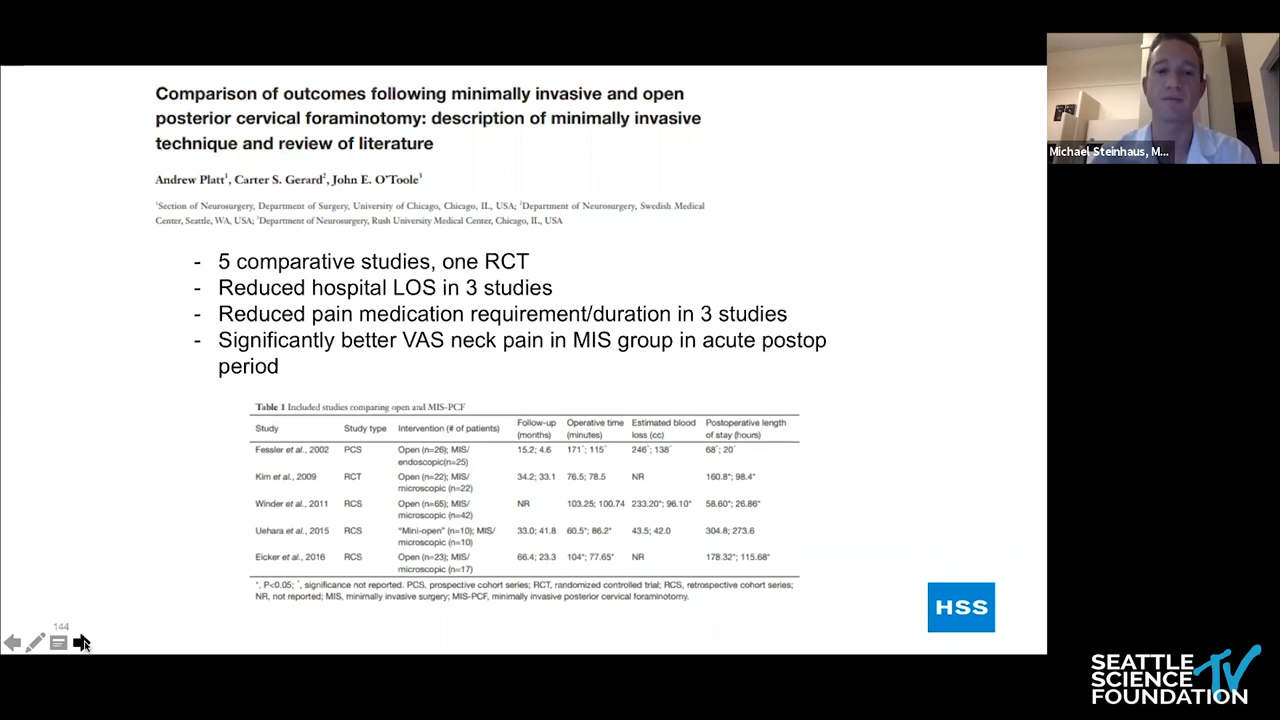 Comparison of outcomes following minimally invasive and open
posterior cervical foraminotomy: description of minimally invasive
technique and review of literature
Andrew Platt¹, Carter S. Gerard², John E. O'Toole³
¹Section of Neurosurgery, Department of Surgery, University of Chicago, Chicago, IL, USA; ²Department of Neurosurgery, Swedish Medical
Center, Seattle, WA, USA; ³Department of Neurosurgery, Rush University Medical Center, Chicago, IL, USA
- 5 comparative studies, one RCT
- Reduced hospital LOS in 3 studies
- Reduced pain medication requirement/duration in 3 studies
- Significantly better VAS neck pain in MIS group in acute postop
period
Table 1 Included studies comparing open and MIS-PCF
Study Study type Intervention (# of patients) Follow-up (months) Operative time (minutes) Estimated blood loss (cc) Postoperative length of stay (hours)
Fessler et al., 2002 PCS Open (n=26); MIS/ 15.2; 4.6 171^; 115^ 246^; 138^ 68^; 20^
endoscopic(n=25)
Kim et al., 2009 RCT Open (n=22); MIS/ 34.2; 33.1 76.5; 78.5 NR 160.8*; 98.4*
microscopic (n=22)
Winder et al., 2011 RCS Open (n=65); MIS/ NR 103.25; 100.74 233.20*; 96.10* 58.60*; 26.86*
microscopic (n=42)
Uehara et al., 2015 RCS "Mini-open" (n=10); MIS/ 33.0; 41.8 60.5*; 86.2* 43.5; 42.0 304.8; 273.6
microscopic (n=10)
Eicker et al., 2016 RCS Open (n=23); MIS/ 66.4; 23.3 104*; 77.65* NR 178.32*; 115.68*
microscopic (n=17)
*, P<0.05; ^, significance not reported. PCS, prospective cohort series; RCT, randomized controlled trial; RCS, retrospective cohort series;
NR, not reported; MIS, minimally invasive surgery; MIS-PCF, minimally invasive posterior cervical foraminotomy.
HSS
144
Michael Steinhaus, M...
SEATTLE
SCIENCE TV
FOUNDATION